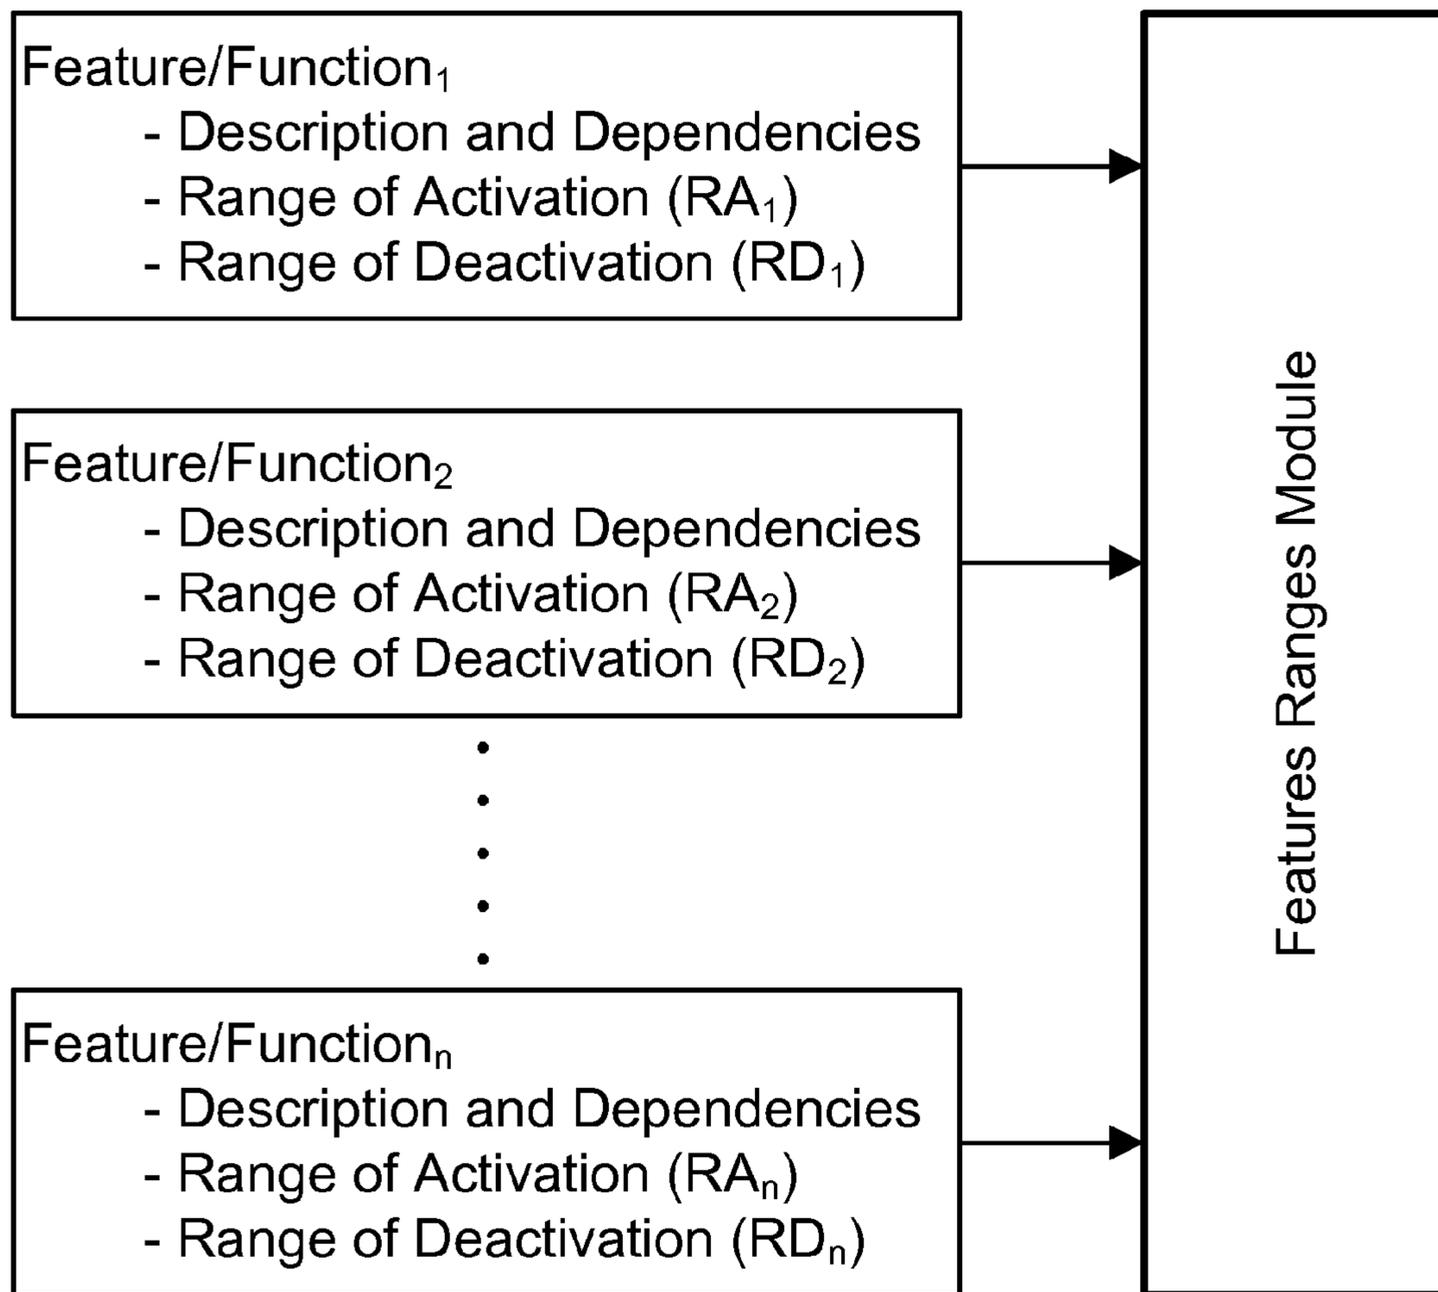 Feature/Function₁
- Description and Dependencies
- Range of Activation (RA₁)
- Range of Deactivation (RD₁)
Feature/Function₂
- Description and Dependencies
- Range of Activation (RA₂)
- Range of Deactivation (RD₂)
Feature/Functionₙ
- Description and Dependencies
- Range of Activation (RAₙ)
- Range of Deactivation (RDₙ)
Features Ranges Module